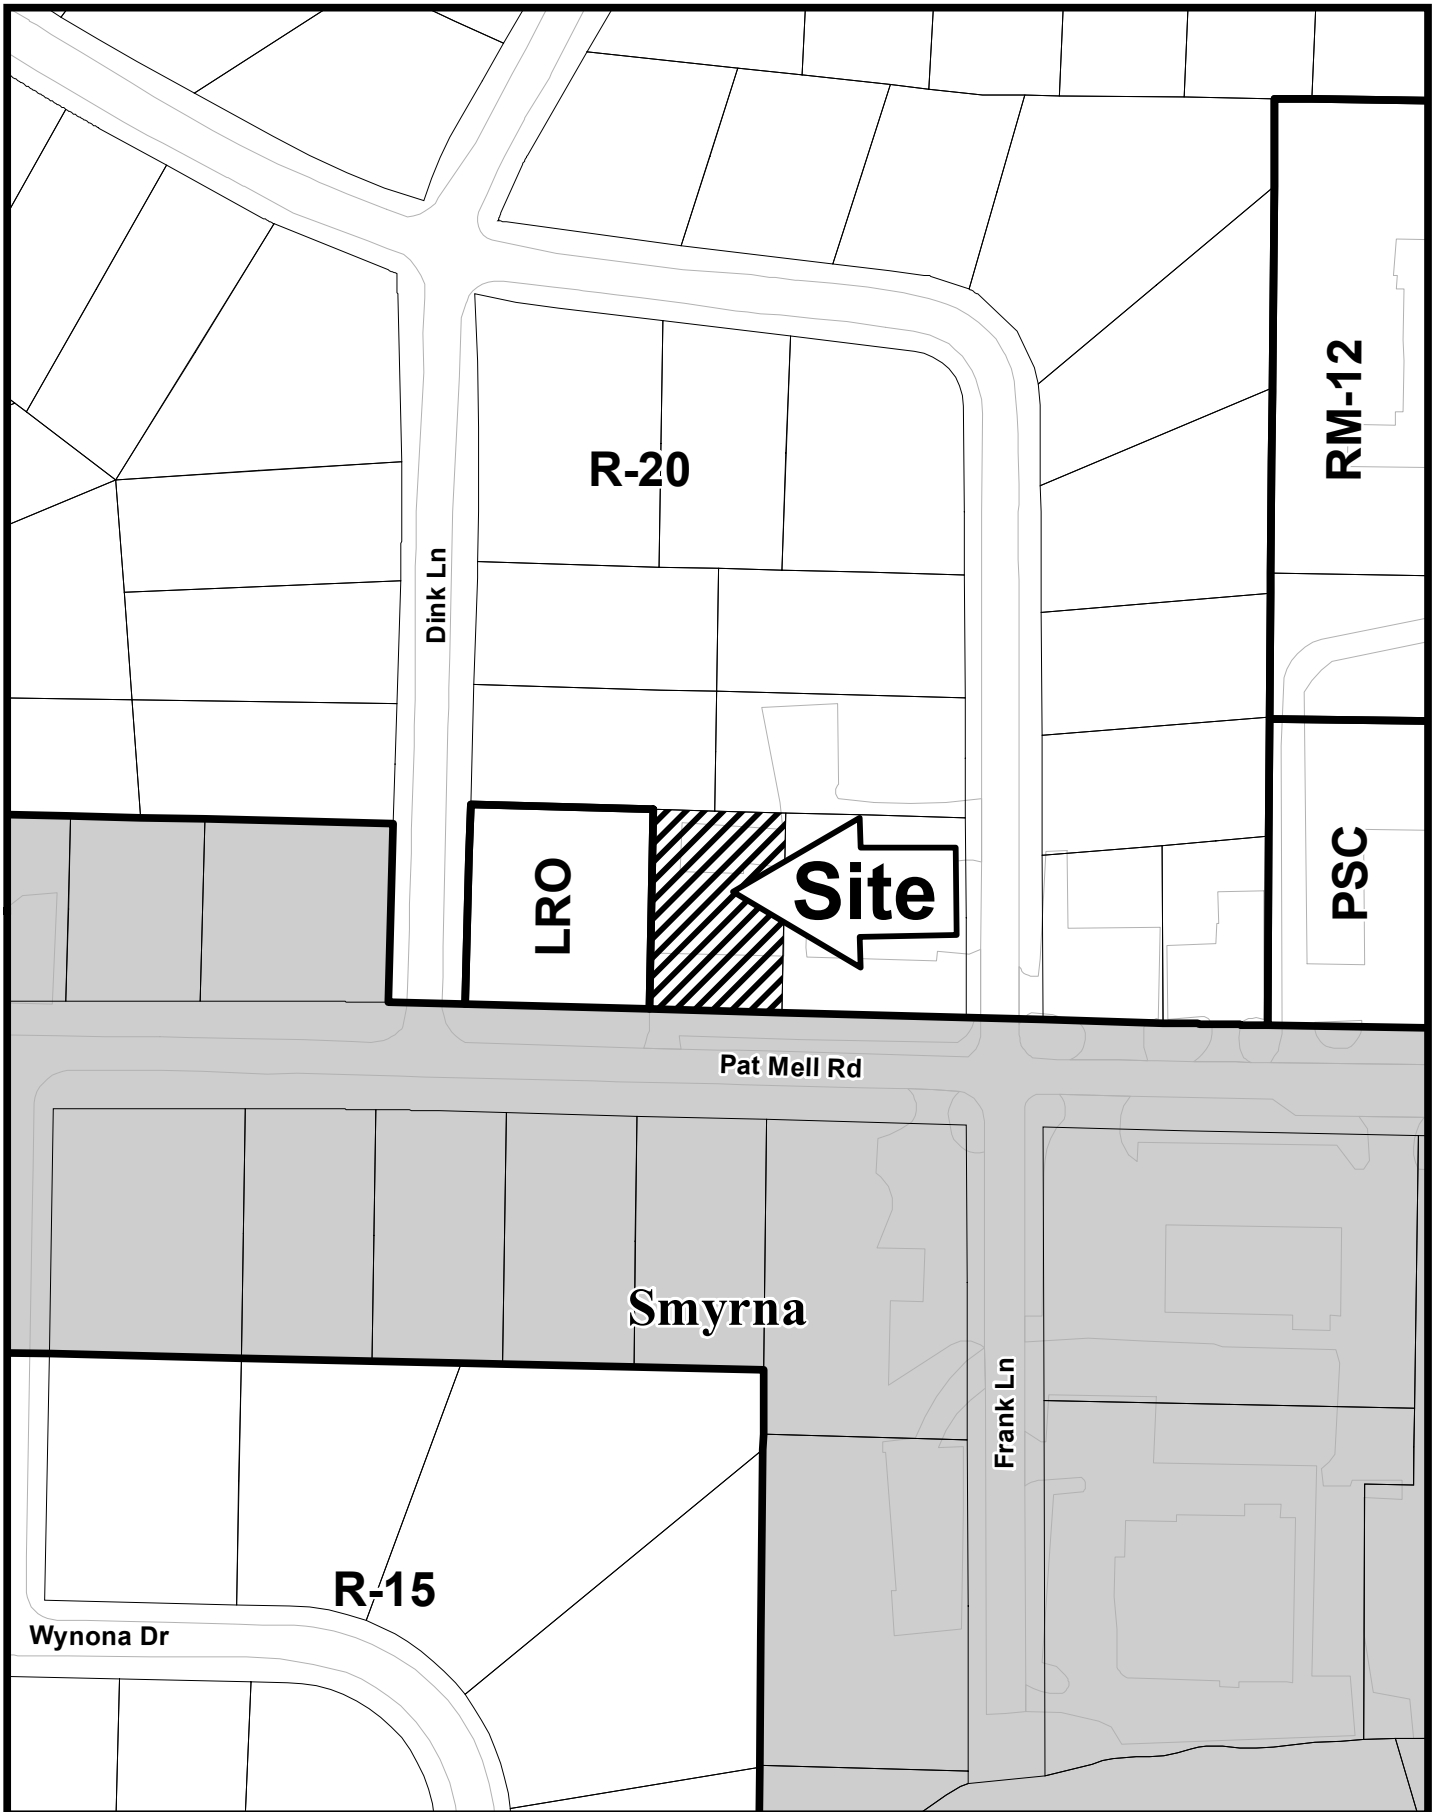 RM-12
R-20
Dink Ln
PSC
LRO
Site
Pat Mell Rd
Smyrna
Frank Ln
R-15
Wynona Dr